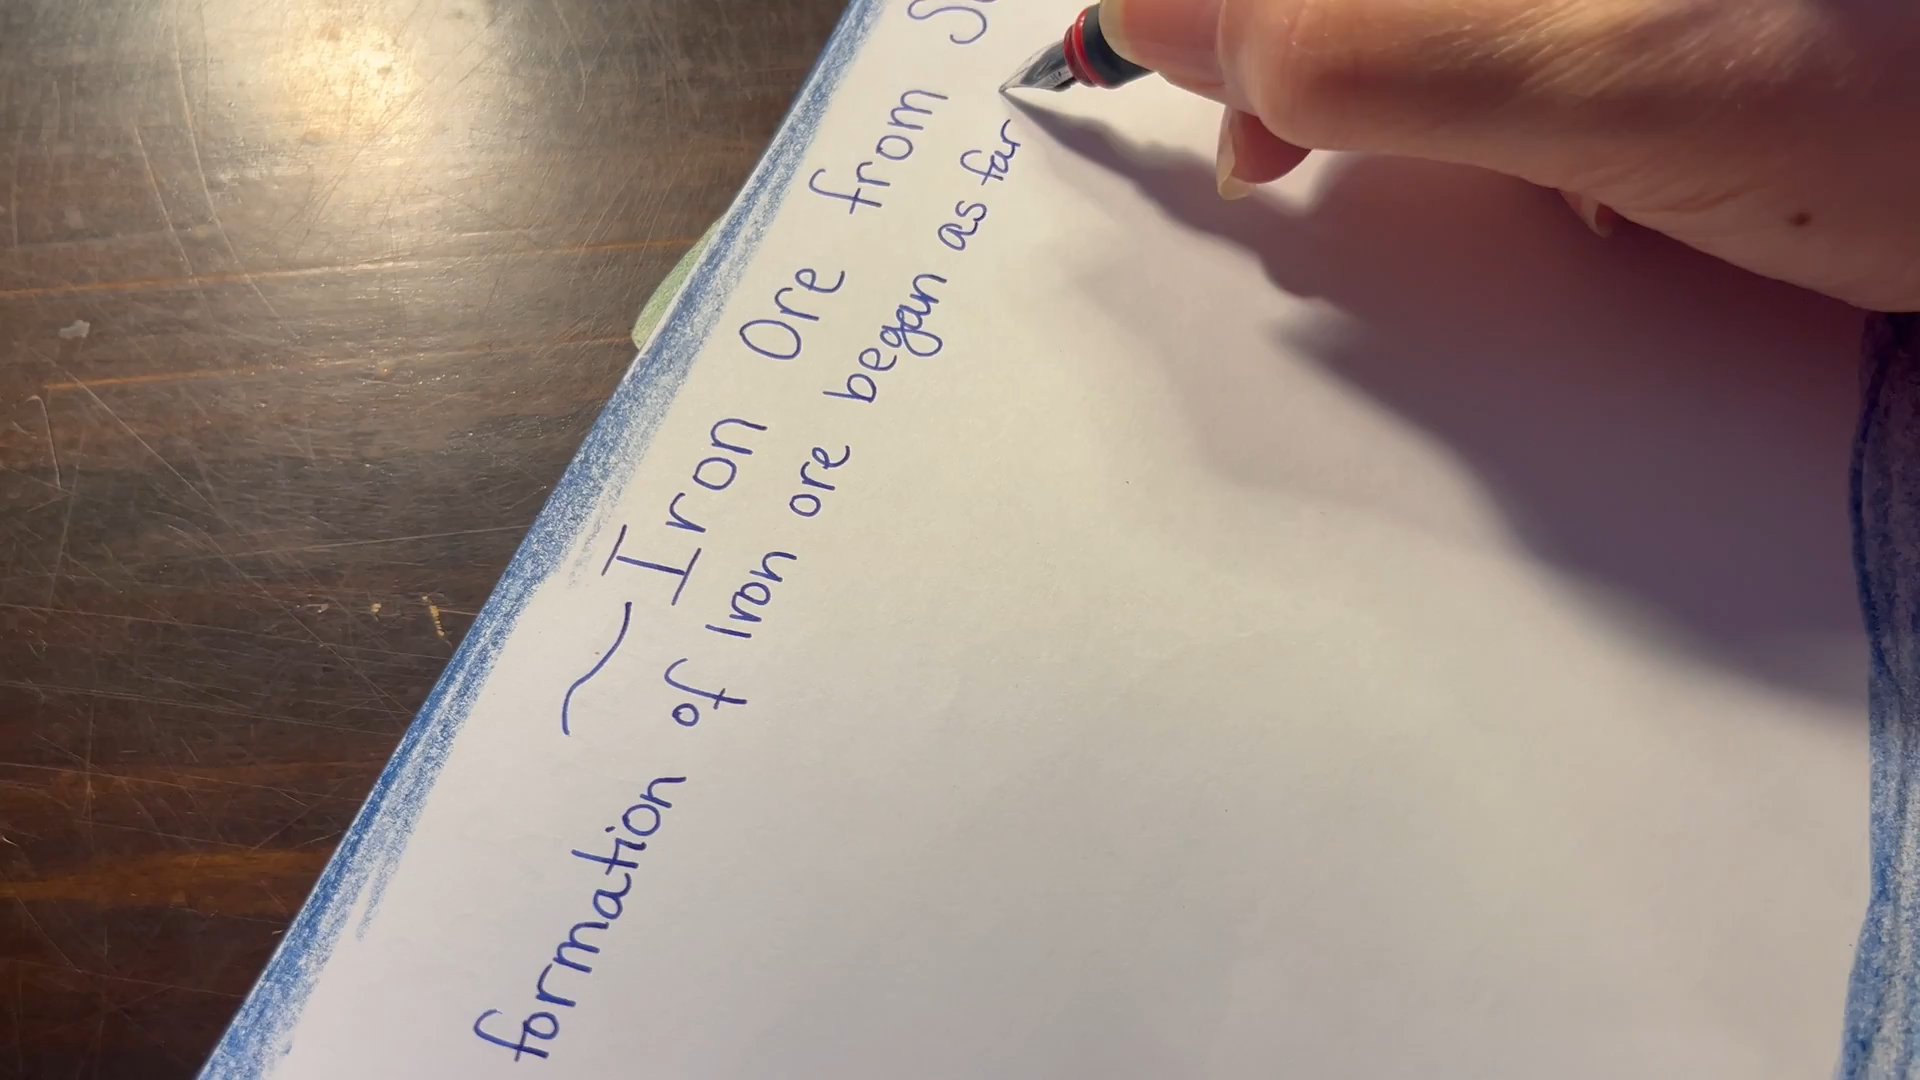 ~ Iron Ore from
formation of Iron ore began as far